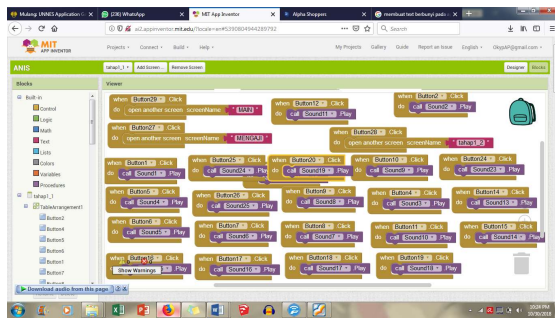 Mulang: UNNES Application
(238) WhatsApp
MIT App Inventor
Alpha Shoppers
membuat text berbunyi pada
ai2.appinventor.mit.edu/?locale=en#5390804944289792
Search
MIT
APP INVENTOR
Projects
Connect
Build
Help
My Projects
Gallery
Guide
Report an Issue
English
ANIS
tahap1_1
Add Screen ...
Remove Screen
Designer
Blocks
Blocks
Viewer
Built-in
Control
Logic
Math
Text
Lists
Colors
Variables
Procedures
tahap1_1
TableArrangement1
Button2
Button4
Button5
Button6
Button1
Button7
when Button29 .Click
do open another screen screenName " MAIN "
when Button12 .Click
do call Sound11 .Play
when Button2 .Click
do call Sound2 .Play
when Button27 .Click
do open another screen screenName " MENGAJI "
when Button28 .Click
do open another screen screenName " tahap1_2 "
when Button1 .Click
do call Sound1 .Play
when Button25 .Click
do call Sound24 .Play
when Button20 .Click
do call Sound19 .Play
when Button10 .Click
do call Sound9 .Play
when Button24 .Click
do call Sound23 .Play
when Button5 .Click
do call Sound4 .Play
when Button26 .Click
do call Sound25 .Play
when Button9 .Click
do call Sound8 .Play
when Button4 .Click
do call Sound3 .Play
when Button14 .Click
do call Sound13 .Play
when Button6 .Click
do call Sound5 .Play
when Button7 .Click
do call Sound6 .Play
when Button8 .Click
do call Sound7 .Play
when Button11 .Click
do call Sound10 .Play
when Button15 .Click
do call Sound14 .Play
when .Click
.Play
Show Warnings
when Button17 .Click
do call Sound16 .Play
when Button18 .Click
do call Sound17 .Play
when Button19 .Click
do call Sound18 .Play
Download audio from this page
10:24 PM
10/30/2018